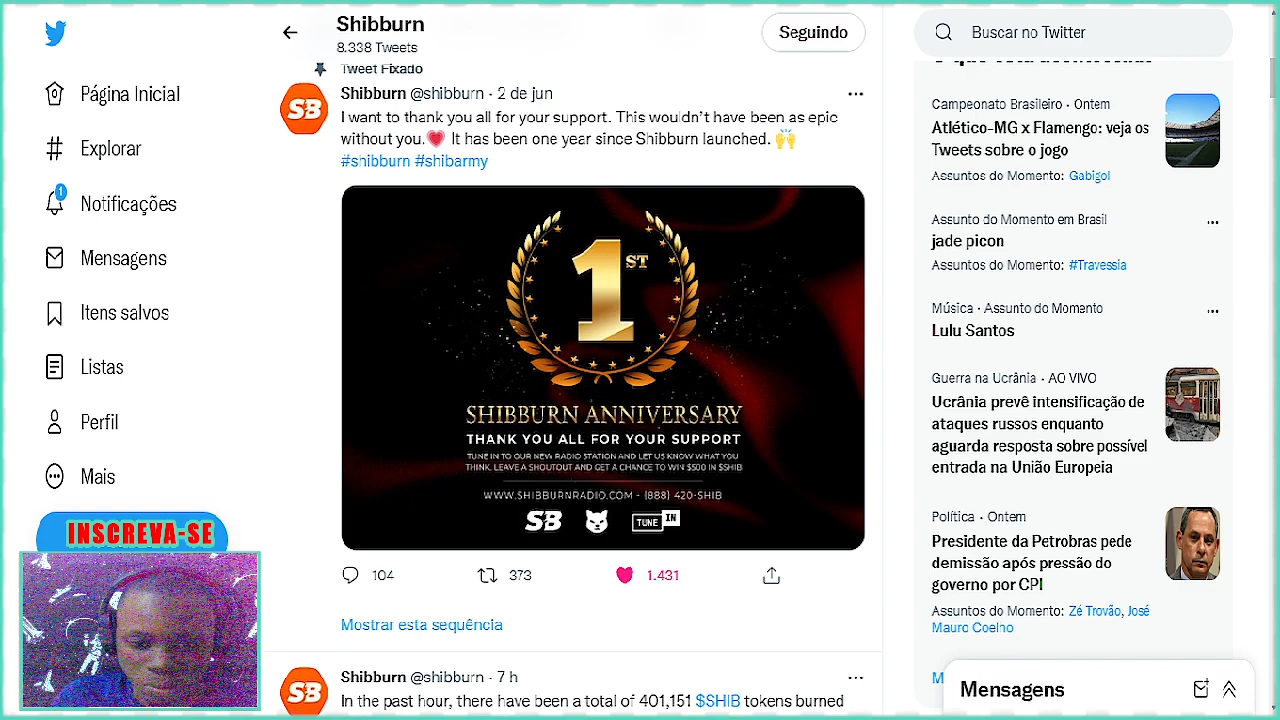 Shibburn
8.338 Tweets
Seguindo
Buscar no Twitter
Página Inicial
Explorar
1
Notificações
Mensagens
Itens salvos
Listas
Perfil
Mais
INSCREVA-SE
Tweet Fixado
SB
Shibburn @shibburn · 2 de jun
I want to thank you all for your support. This wouldn't have been as epic
without you.💗 It has been one year since Shibburn launched. 🙌
#shibburn #shibarmy
1ST
SHIBBURN ANNIVERSARY
THANK YOU ALL FOR YOUR SUPPORT
TUNE IN TO OUR NEW RADIO STATION AND LET US KNOW WHAT YOU
THINK. LEAVE A SHOUTOUT AND GET A CHANCE TO WIN $500 IN $SHIB
WWW.SHIBBURNRADIO.COM - (888) 420-SHIB
SB
TUNE IN
104
373
1.431
Mostrar esta sequência
SB
Shibburn @shibburn · 7 h
In the past hour, there have been a total of 401,151 $SHIB tokens burned
Campeonato Brasileiro · Ontem
Atlético-MG x Flamengo: veja os
Tweets sobre o jogo
Assuntos do Momento: Gabigol
Assunto do Momento em Brasil
jade picon
Assuntos do Momento: #Travessia
Música · Assunto do Momento
Lulu Santos
Guerra na Ucrânia · AO VIVO
Ucrânia prevê intensificação de
ataques russos enquanto
aguarda resposta sobre possível
entrada na União Europeia
Política · Ontem
Presidente da Petrobras pede
demissão após pressão do
governo por CPI
Assuntos do Momento: Zé Trovão, José
Mauro Coelho
Mensagens